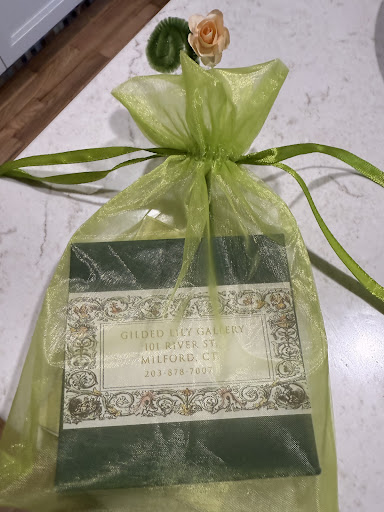 GILDED LILY GALLERY
101 RIVER ST.
MILFORD, CT
203-878-7007